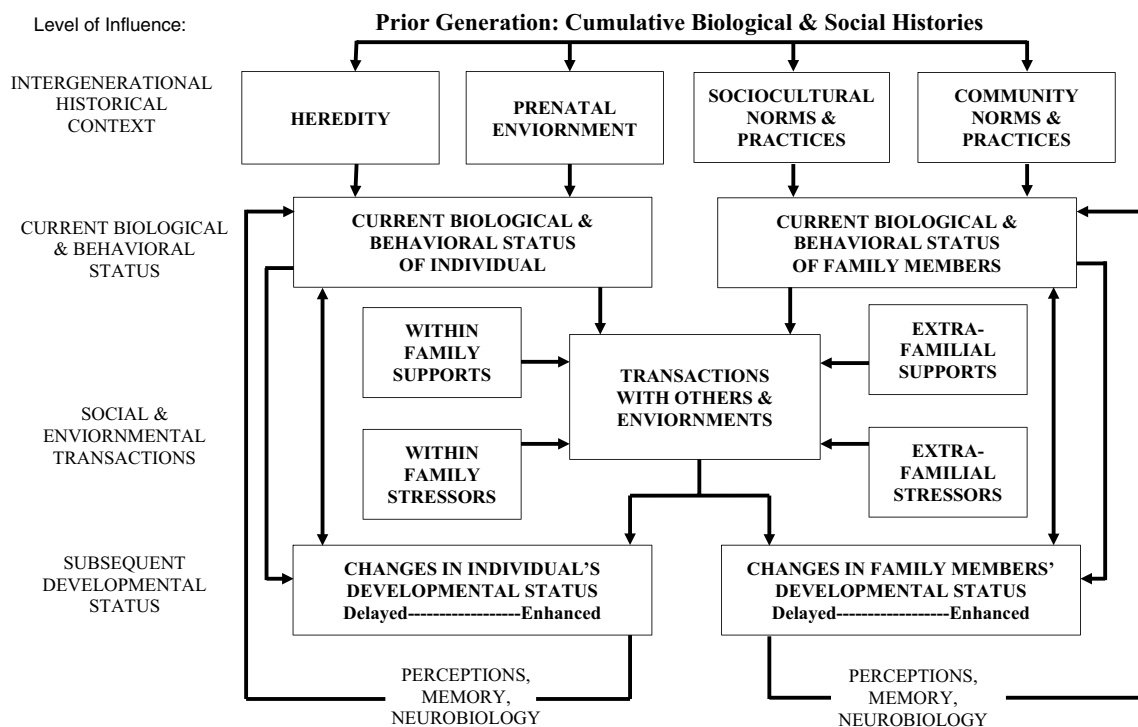 Level of Influence:
Prior Generation: Cumulative Biological & Social Histories
INTERGENERATIONAL
HISTORICAL
CONTEXT
HEREDITY
PRENATAL
ENVIORNMENT
SOCIOCULTURAL
NORMS &
PRACTICES
COMMUNITY
NORMS &
PRACTICES
CURRENT BIOLOGICAL
& BEHAVIORAL
STATUS
CURRENT BIOLOGICAL &
BEHAVIORAL STATUS
OF INDIVIDUAL
CURRENT BIOLOGICAL &
BEHAVIORAL STATUS
OF FAMILY MEMBERS
WITHIN
FAMILY
SUPPORTS
EXTRA-
FAMILIAL
SUPPORTS
TRANSACTIONS
WITH OTHERS &
ENVIORNMENTS
SOCIAL &
ENVIORNMENTAL
TRANSACTIONS
WITHIN
FAMILY
STRESSORS
EXTRA-
FAMILIAL
STRESSORS
SUBSEQUENT
DEVELOPMENTAL
STATUS
CHANGES IN INDIVIDUAL’S
DEVELOPMENTAL STATUS
Delayed--------------------Enhanced
CHANGES IN FAMILY MEMBERS’
DEVELOPMENTAL STATUS
Delayed--------------------Enhanced
PERCEPTIONS,
MEMORY,
NEUROBIOLOGY
PERCEPTIONS,
MEMORY,
NEUROBIOLOGY